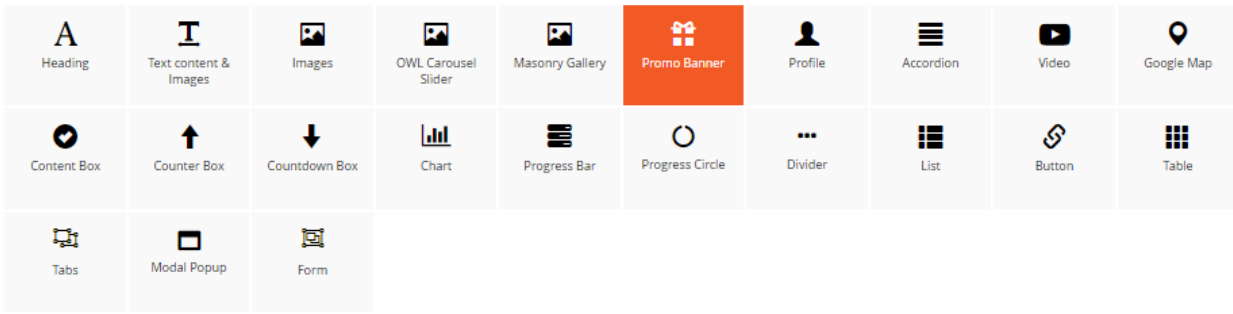 Heading
Text content &
Images
Images
OWL Carousel
Slider
Masonry Gallery
Promo Banner
Profile
Accordion
Video
Google Map
Content Box
Counter Box
Countdown Box
Chart
Progress Bar
Progress Circle
Divider
List
Button
Table
Tabs
Modal Popup
Form